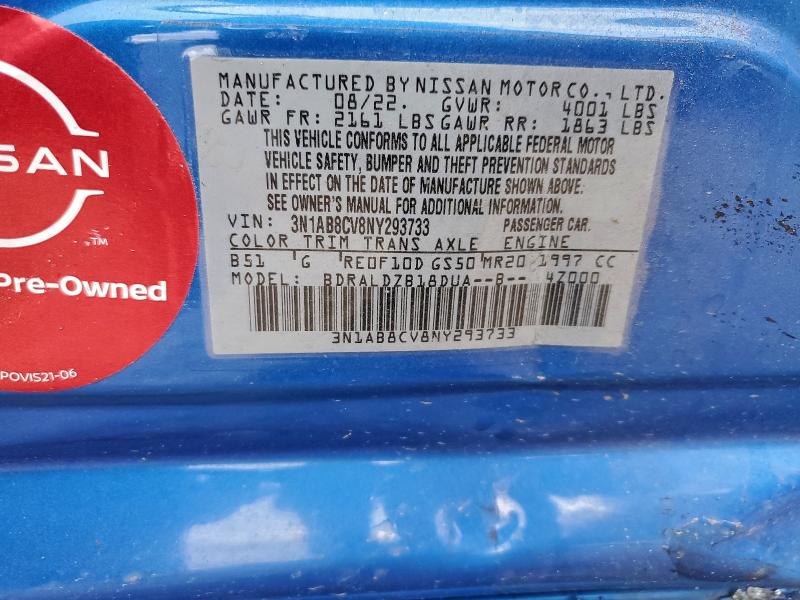 MANUFACTURED BY NISSAN MOTOR CO., LTD.
DATE: 08/22. GVWR: 4001 LBS
GAWR FR: 2161 LBS GAWR RR: 1863 LBS
THIS VEHICLE CONFORMS TO ALL APPLICABLE FEDERAL MOTOR
VEHICLE SAFETY, BUMPER AND THEFT PREVENTION STANDARDS
IN EFFECT ON THE DATE OF MANUFACTURE SHOWN ABOVE.
SEE OWNER'S MANUAL FOR ADDITIONAL INFORMATION.
VIN: 3N1AB8CV8NY293733 PASSENGER CAR.
COLOR TRIM TRANS AXLE ENGINE
B51 G RE0F10D GS50 MR20 1997 CC
MODEL: BDRALDZB18DUA--B-- 4Z000
3N1AB8CV8NY293733
SSAN
TM
Pre-Owned
POVIS21-06